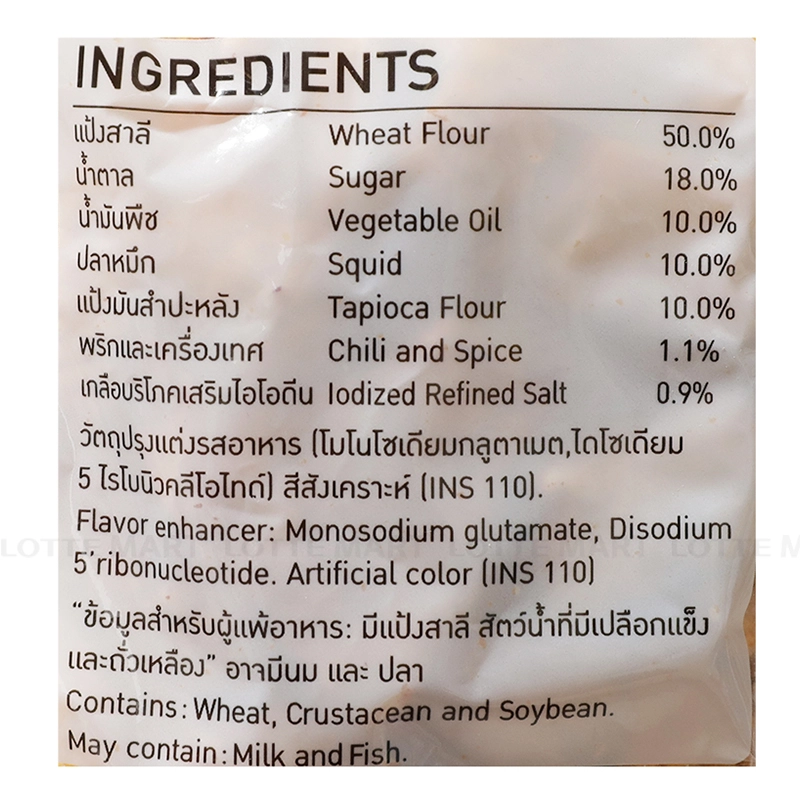 INGREDIENTS
แป้งสาลี Wheat Flour 50.0%
น้ำตาล Sugar 18.0%
น้ำมันพืช Vegetable Oil 10.0%
ปลาหมึก Squid 10.0%
แป้งมันสำปะหลัง Tapioca Flour 10.0%
พริกและเครื่องเทศ Chili and Spice 1.1%
เกลือบริโภคเสริมไอโอดีน Iodized Refined Salt 0.9%
วัตถุปรุงแต่งรสอาหาร (โมโนโซเดียมกลูตาเมต,ไดโซเดียม
5 ไรโบนิวคลีโอไทด์) สีสังเคราะห์ (INS 110).
Flavor enhancer: Monosodium glutamate, Disodium
LOTTE MART LOTTE MART LOTTE MART LOTTE M
5'ribonucleotide. Artificial color (INS 110)
“ข้อมูลสำหรับผู้แพ้อาหาร: มีแป้งสาลี สัตว์น้ำที่มีเปลือกแข็ง
และถั่วเหลือง” อาจมีนม และ ปลา
Contains: Wheat, Crustacean and Soybean.
May contain: Milk and Fish.